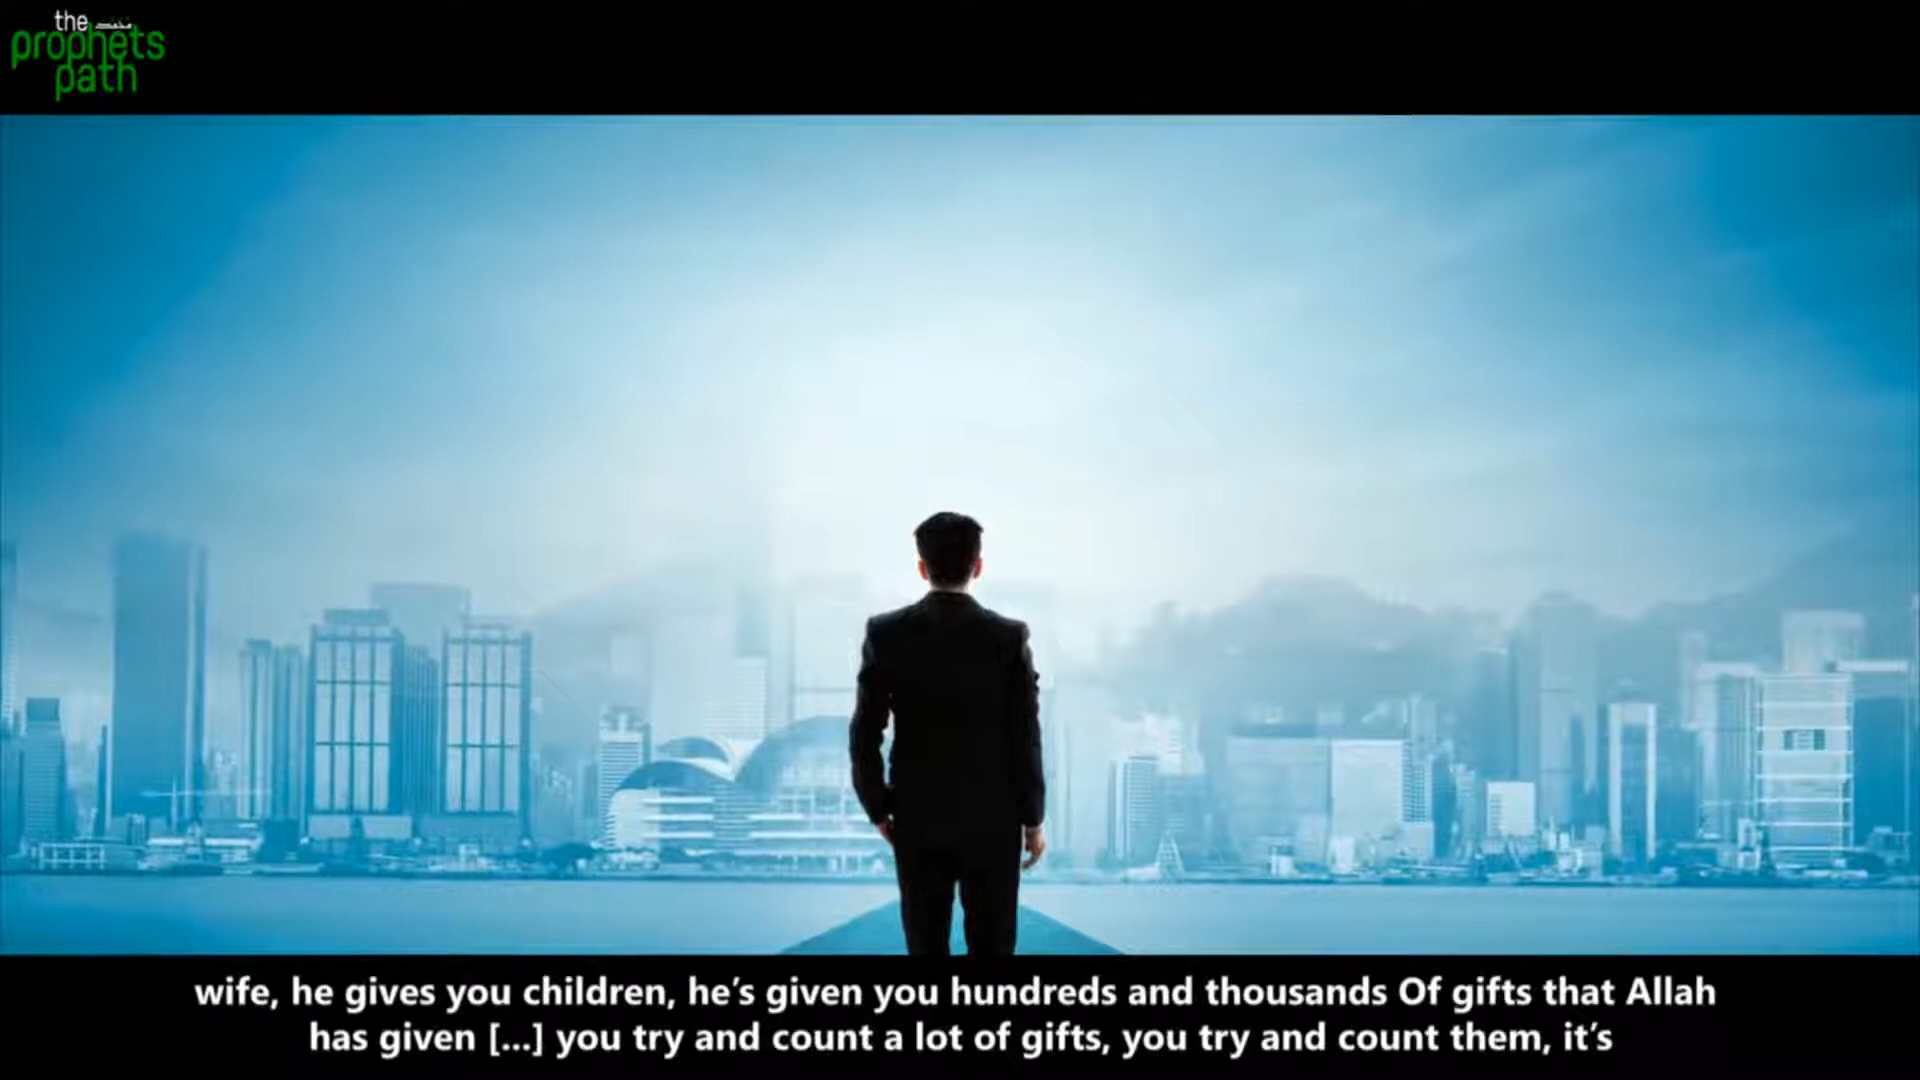 the محمد
prophets
path
wife, he gives you children, he's given you hundreds and thousands Of gifts that Allah
has given [...] you try and count a lot of gifts, you try and count them, it's